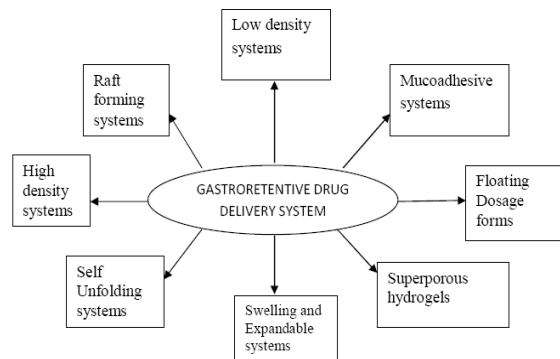 Low density
systems
Raft
forming
systems
Mucoadhesive
systems
High
density
systems
GASTRORETENTIVE DRUG
DELIVERY SYSTEM
Floating
Dosage
forms
Self
Unfolding
systems
Swelling and
Expandable
systems
Superporous
hydrogels